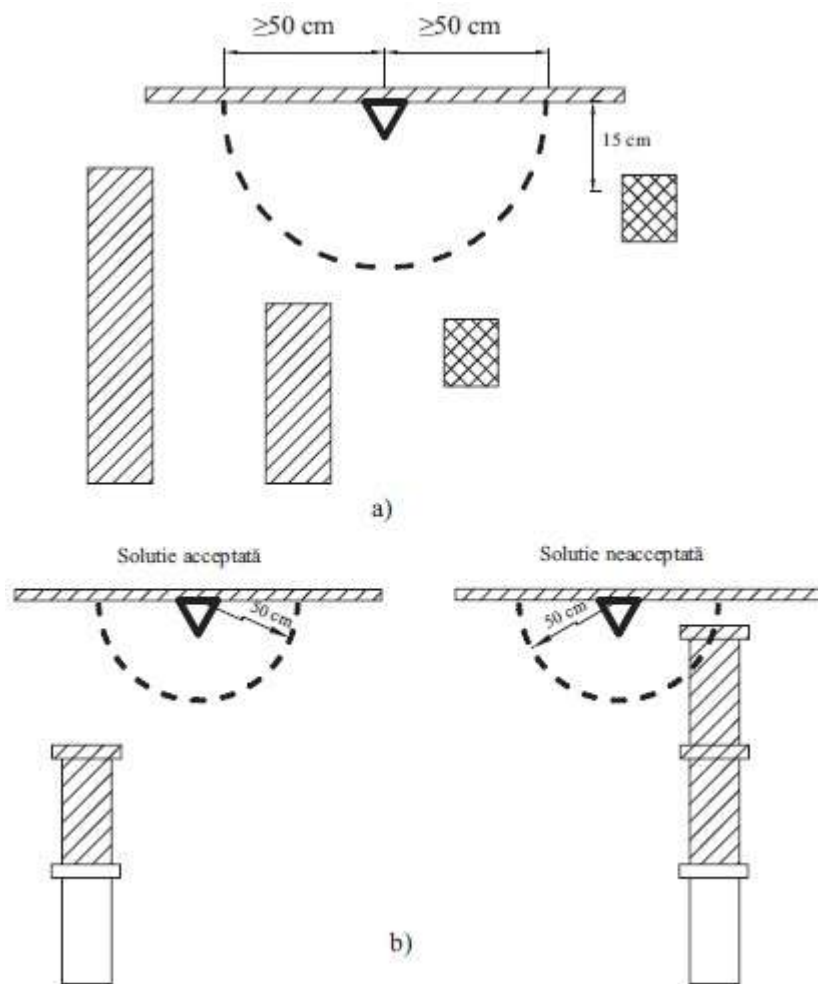 ≥50 cm ≥50 cm
15 cm
a)
Solutie acceptată Solutie neacceptată
50 cm 50 cm
b)